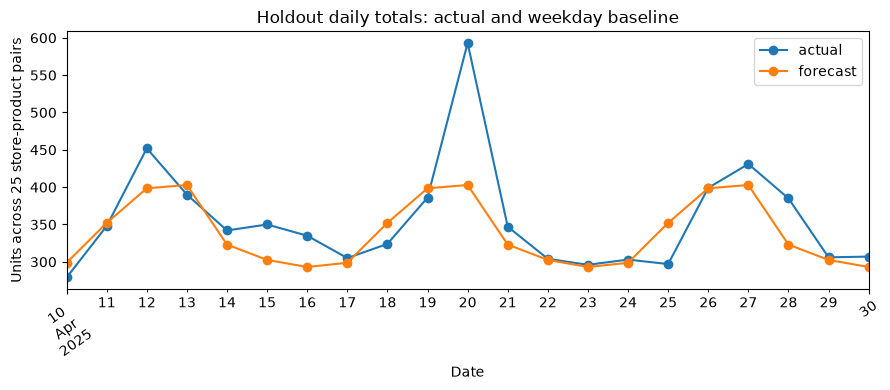 Holdout daily totals: actual and weekday baseline
Units across 25 store-product pairs
600
550
500
450
400
350
300
actual
forecast
10
Apr
2025
11 12 13 14 15 16 17 18 19 20 21 22 23 24 25 26 27 28 29 30
Date